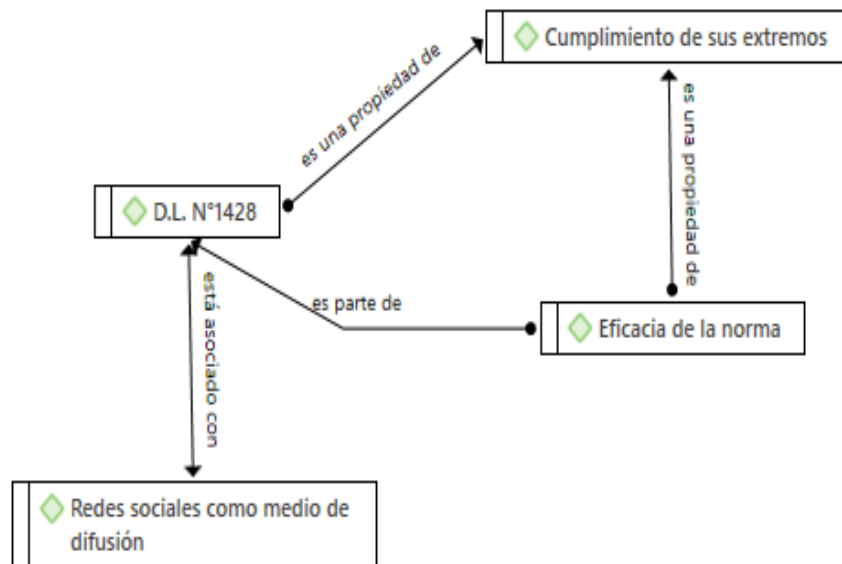 Cumplimiento de sus extremos
es una propiedad de
es una propiedad de
D.L. N°1428
está asociado con
es parte de
Eficacia de la norma
Redes sociales como medio de
difusión